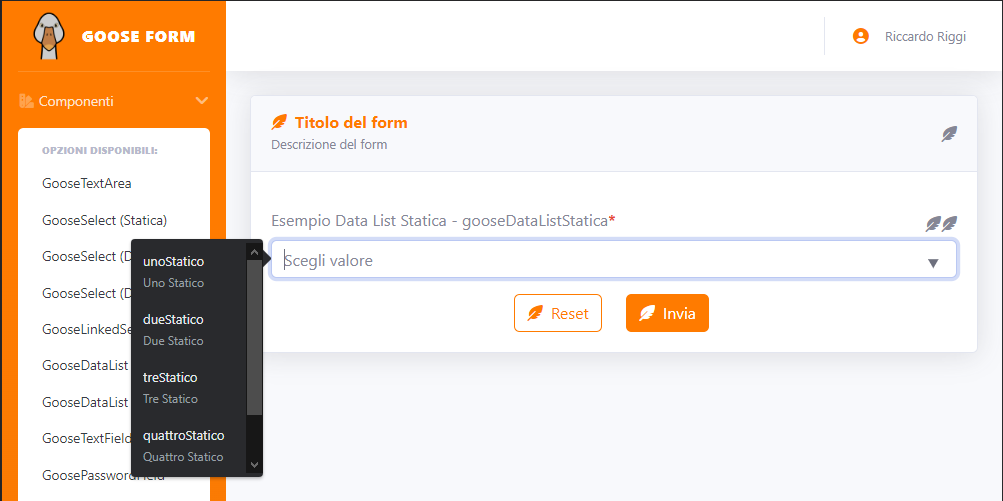 GOOSE FORM
Riccardo Riggi
Componenti
OPZIONI DISPONIBILI:
GooseTextArea
GooseSelect (Statica)
GooseSelect (D
GooseSelect (D
GooseLinkedSe
GooseDataList
GooseDataList
GooseTextField
GoosePasswordField
unoStatico
Uno Statico
dueStatico
Due Statico
treStatico
Tre Statico
quattroStatico
Quattro Statico
Titolo del form
Descrizione del form
Esempio Data List Statica - gooseDataListStatica*
Scegli valore
Reset
Invia